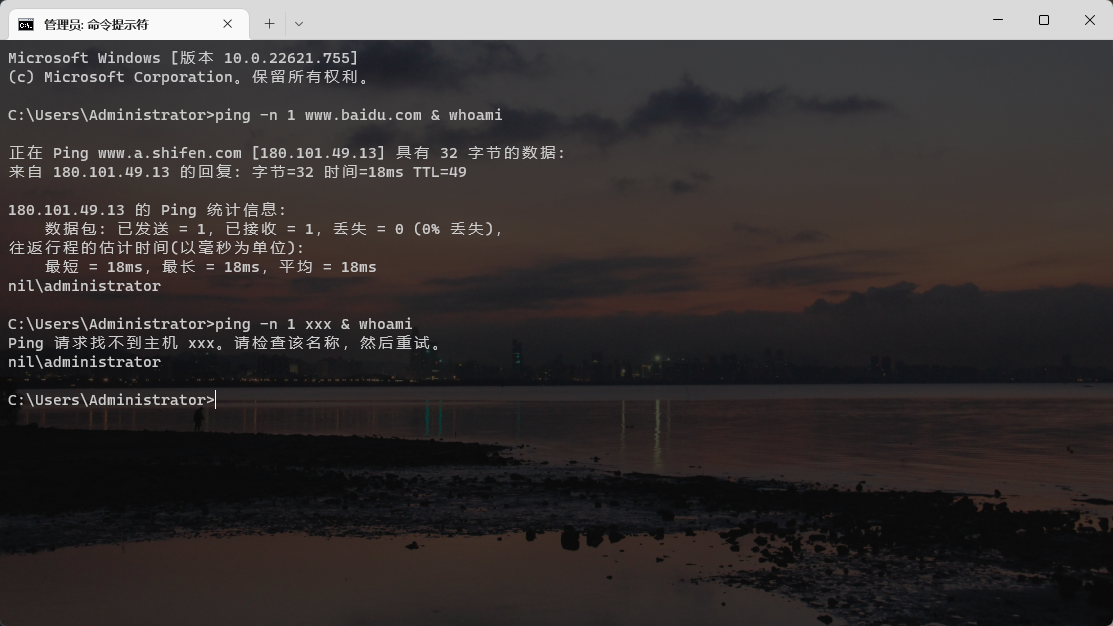 管理员: 命令提示符
Microsoft Windows [版本 10.0.22621.755]
(c) Microsoft Corporation。保留所有权利。
C:\Users\Administrator>ping -n 1 www.baidu.com & whoami
正在 Ping www.a.shifen.com [180.101.49.13] 具有 32 字节的数据:
来自 180.101.49.13 的回复: 字节=32 时间=18ms TTL=49
180.101.49.13 的 Ping 统计信息:
    数据包: 已发送 = 1，已接收 = 1，丢失 = 0 (0% 丢失)，
往返行程的估计时间(以毫秒为单位):
    最短 = 18ms，最长 = 18ms，平均 = 18ms
nil\administrator
C:\Users\Administrator>ping -n 1 xxx & whoami
Ping 请求找不到主机 xxx。请检查该名称，然后重试。
nil\administrator
C:\Users\Administrator>